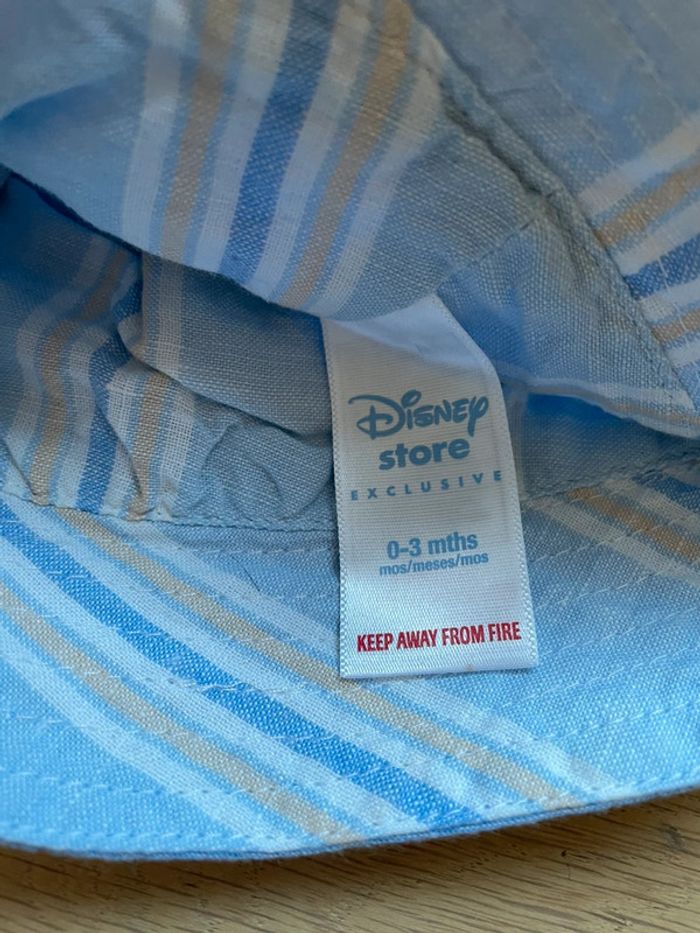 Disney
store
EXCLUSIVE
0-3 mths
mos/meses/mos
KEEP AWAY FROM FIRE